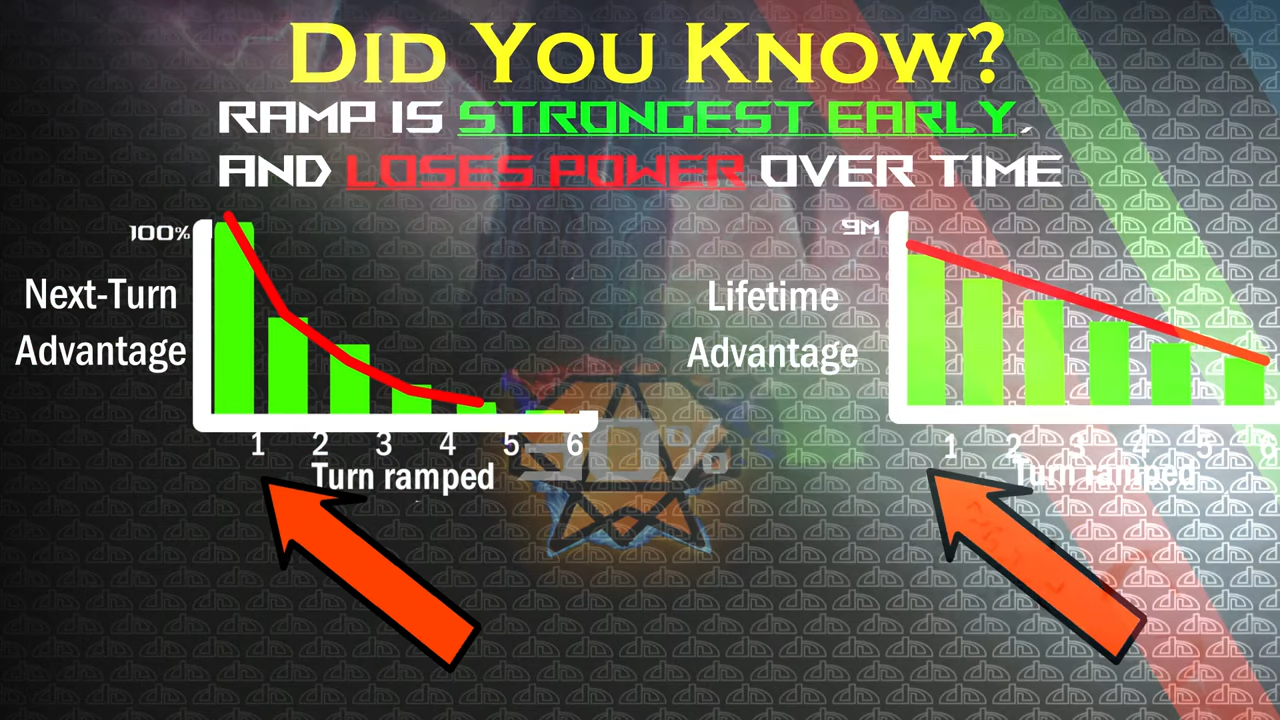 Did You Know?
RAMP IS STRONGEST EARLY,
AND LOSES POWER OVER TIME
100%
Next-Turn
Advantage
1 2 3 4 5 6
Turn ramped
9M
Lifetime
Advantage
1 2 3 4 5 6
Turn ramped
50%